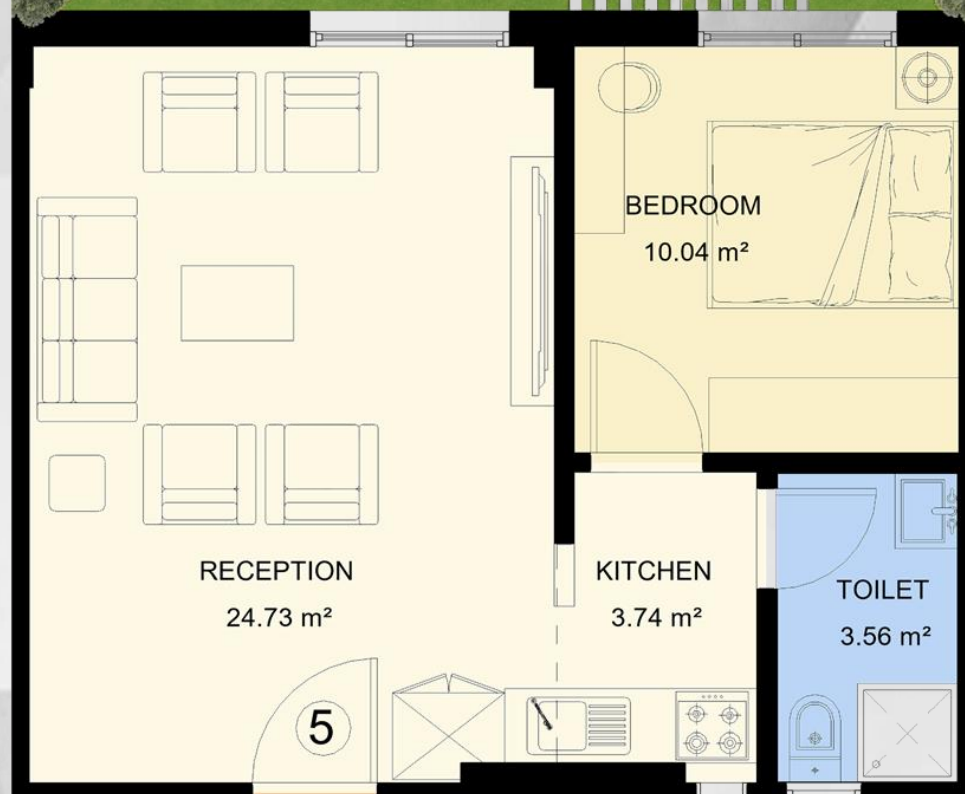 BEDROOM
10.04 m²
RECEPTION
24.73 m²
KITCHEN
3.74 m²
TOILET
3.56 m²
5